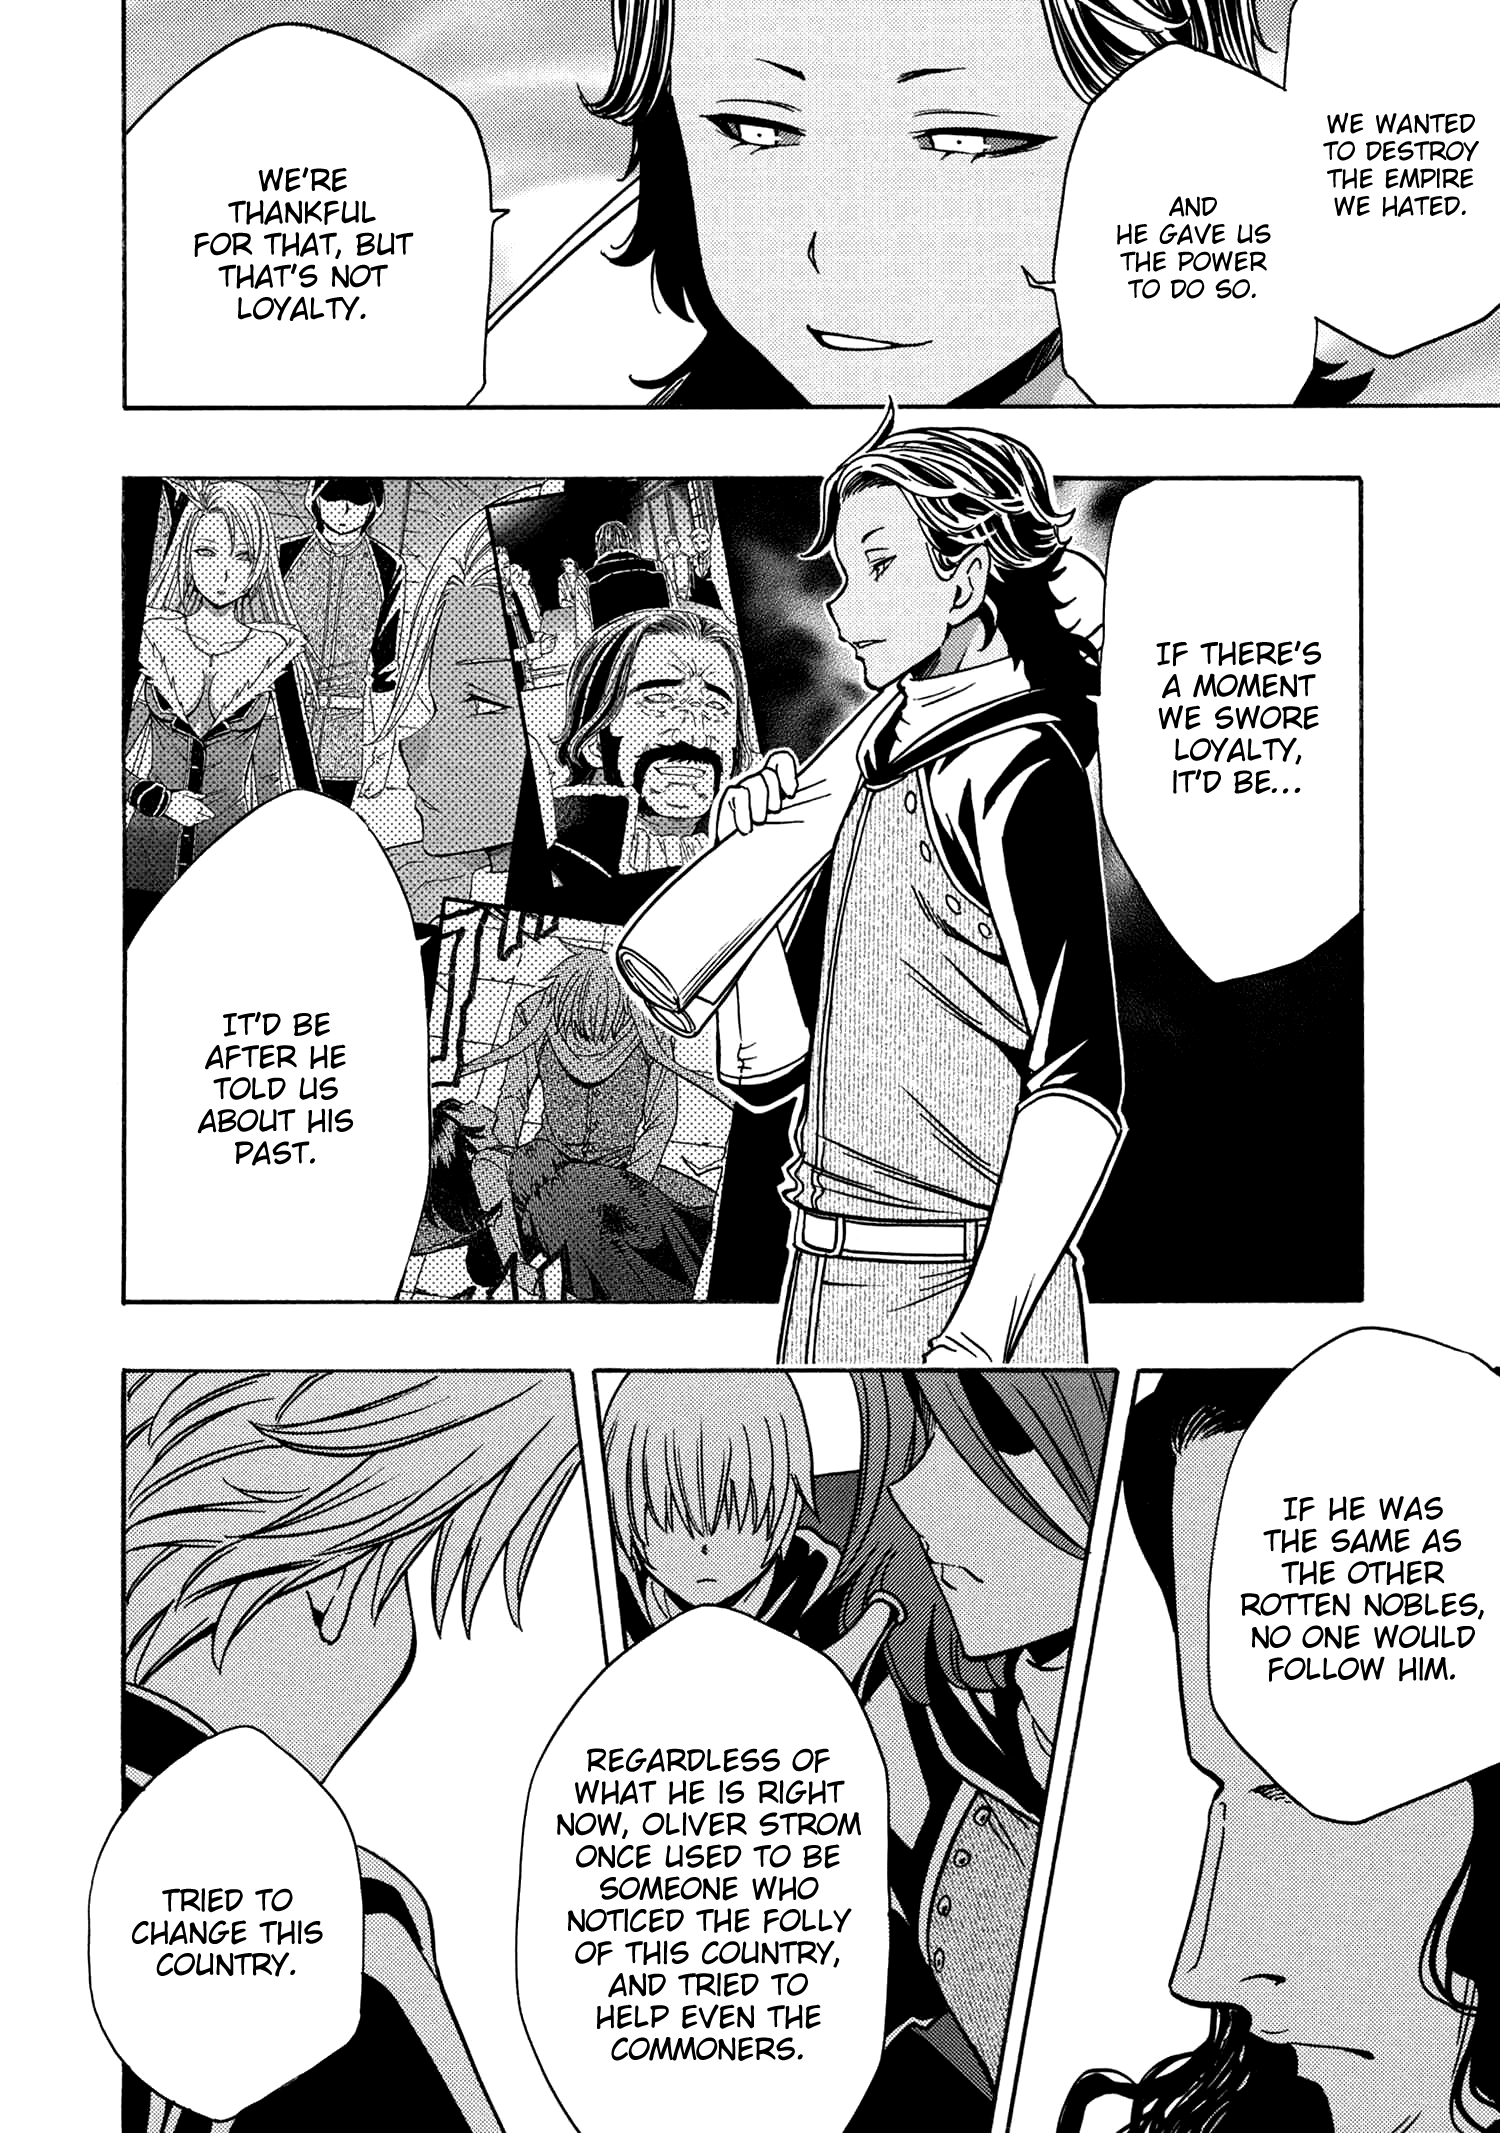 WE WANTED
TO DESTROY
THE EMPIRE
WE HATED.
AND
HE GAVE US
THE POWER
TO DO SO.
WE'RE
THANKFUL
FOR THAT, BUT
THAT'S NOT
LOYALTY.
IF THERE'S
A MOMENT
WE SWORE
LOYALTY,
IT'D BE...
IT'D BE
AFTER HE
TOLD US
ABOUT HIS
PAST.
IF HE WAS
THE SAME AS
THE OTHER
ROTTEN NOBLES,
NO ONE WOULD
FOLLOW HIM.
REGARDLESS OF
WHAT HE IS RIGHT
NOW, OLIVER STROM
ONCE USED TO BE
SOMEONE WHO
NOTICED THE FOLLY
OF THIS COUNTRY,
AND TRIED TO
HELP EVEN THE
COMMONERS.
TRIED TO
CHANGE THIS
COUNTRY.